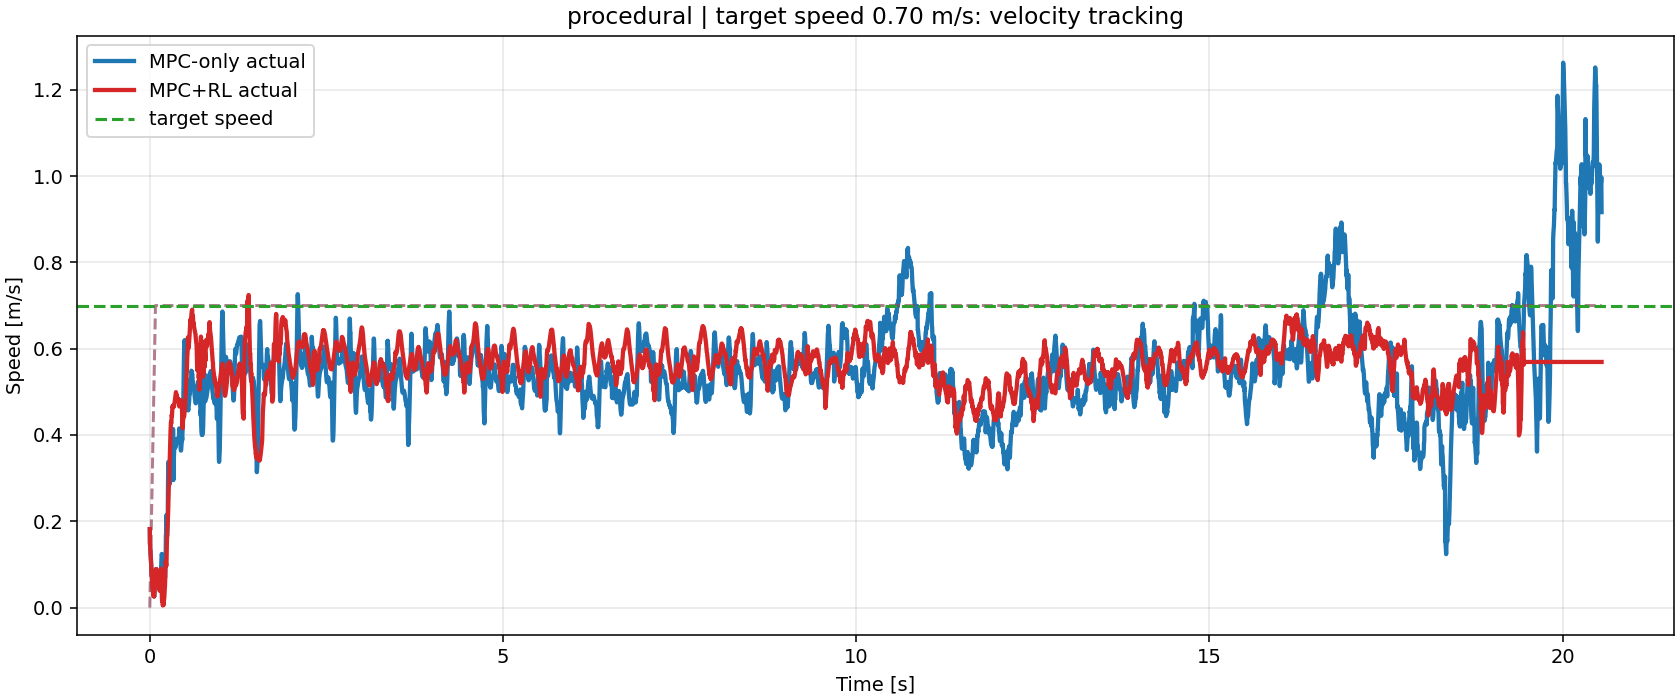 procedural | target speed 0.70 m/s: velocity tracking
MPC-only actual
MPC+RL actual
target speed
Speed [m/s]
1.2
1.0
0.8
0.6
0.4
0.2
0.0
0
5
10
15
20
Time [s]